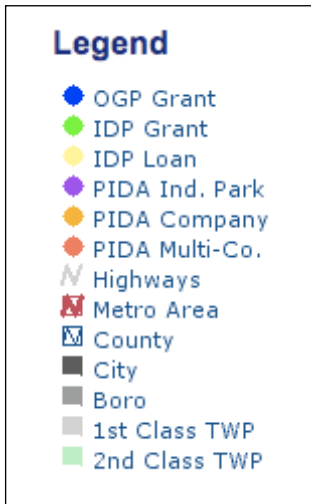 Legend
OGP Grant
IDP Grant
IDP Loan
PIDA Ind. Park
PIDA Company
PIDA Multi-Co.
Highways
Metro Area
County
City
Boro
1st Class TWP
2nd Class TWP